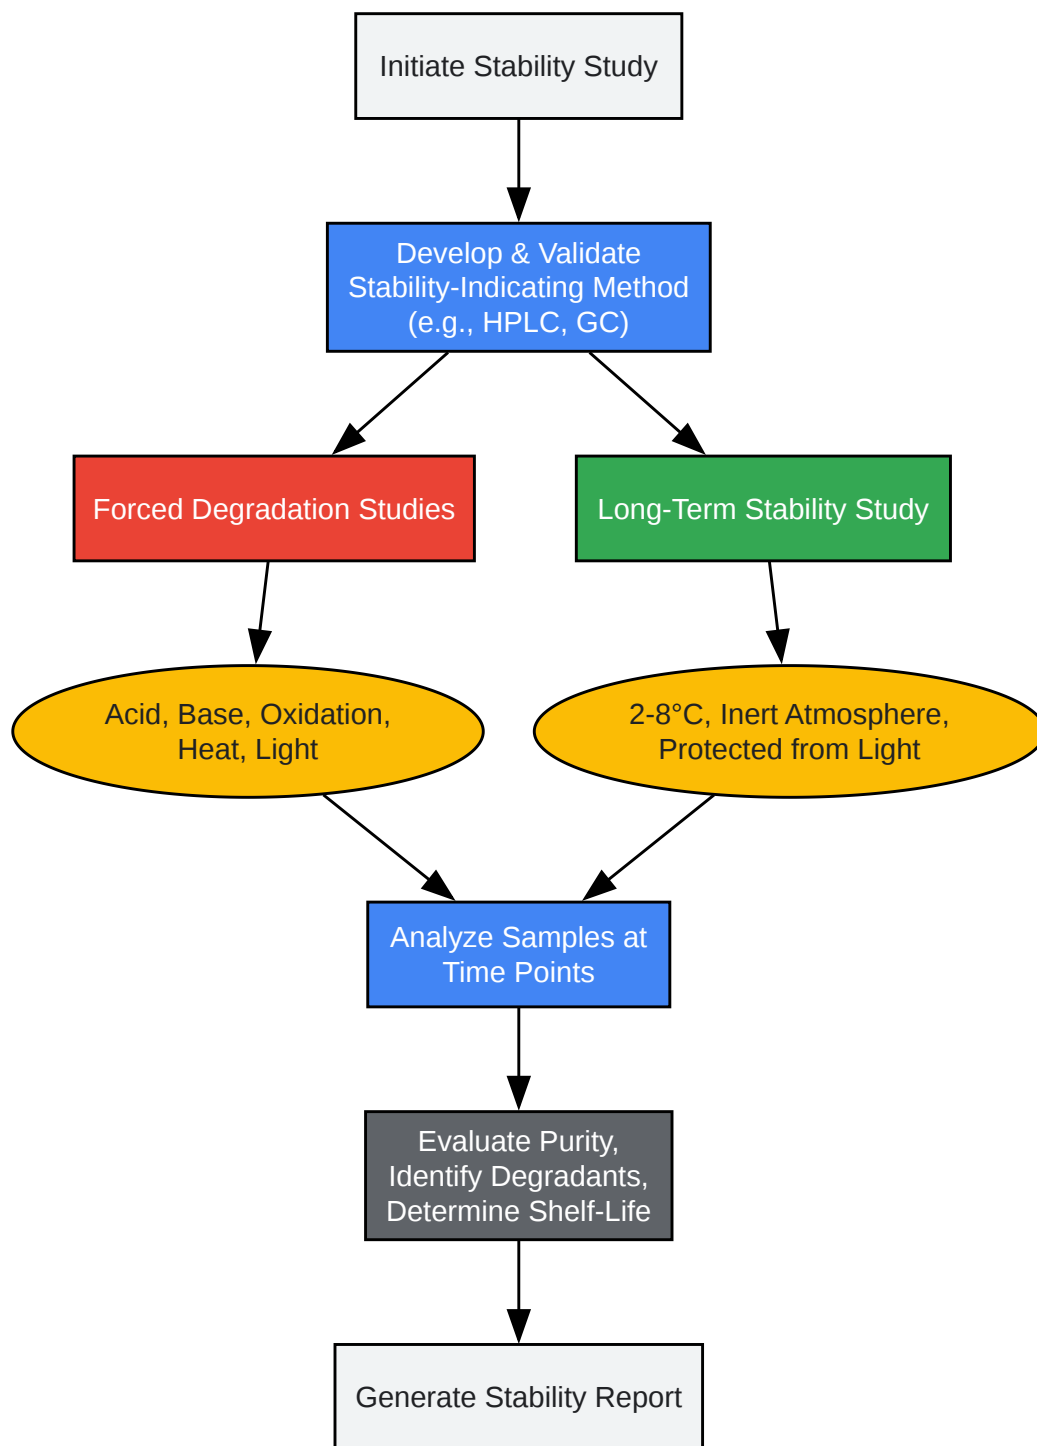 Initiate Stability Study
Develop & Validate
Stability-Indicating Method
(e.g., HPLC, GC)
Forced Degradation Studies
Long-Term Stability Study
Acid, Base, Oxidation,
Heat, Light
2-8°C, Inert Atmosphere,
Protected from Light
Analyze Samples at
Time Points
Evaluate Purity,
Identify Degradants,
Determine Shelf-Life
Generate Stability Report